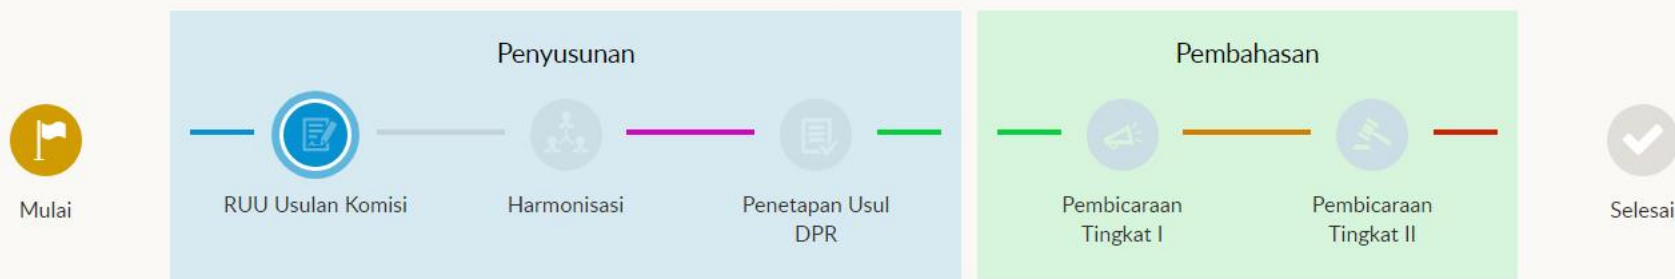 Penyusunan
Pembahasan
Mulai
RUU Usulan Komisi
Harmonisasi
Penetapan Usul
DPR
Pembicaraan
Tingkat I
Pembicaraan
Tingkat II
Selesai